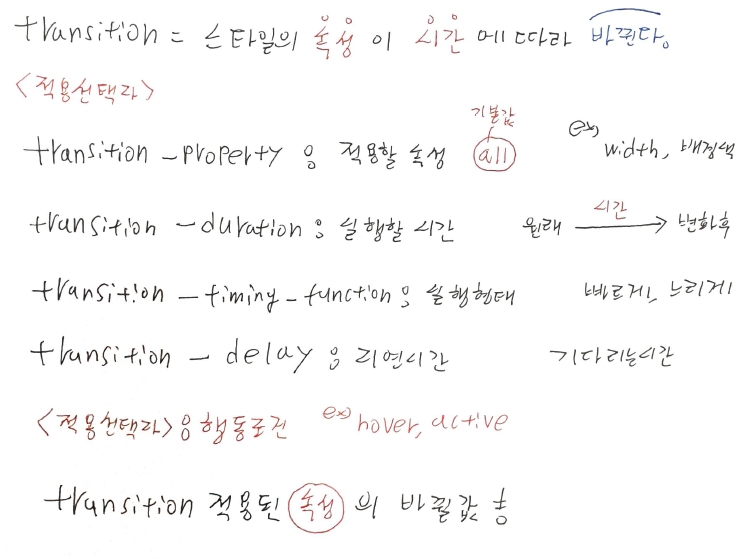 transition = 스타일의 속성이 시간에 따라 바뀐다.
<적용선택자>
기본값
transition-property : 적용할 속성 all ex) width, 배경색
transition-duration : 실행할 시간 원래 시간 → 변화후
transition-timing-function : 실행형태 빠르게, 느리게
transition-delay : 지연시간 기다리는시간
<적용선택자>:행동조건 ex) hover, active
transition 적용된 속성의 바뀔값 ;